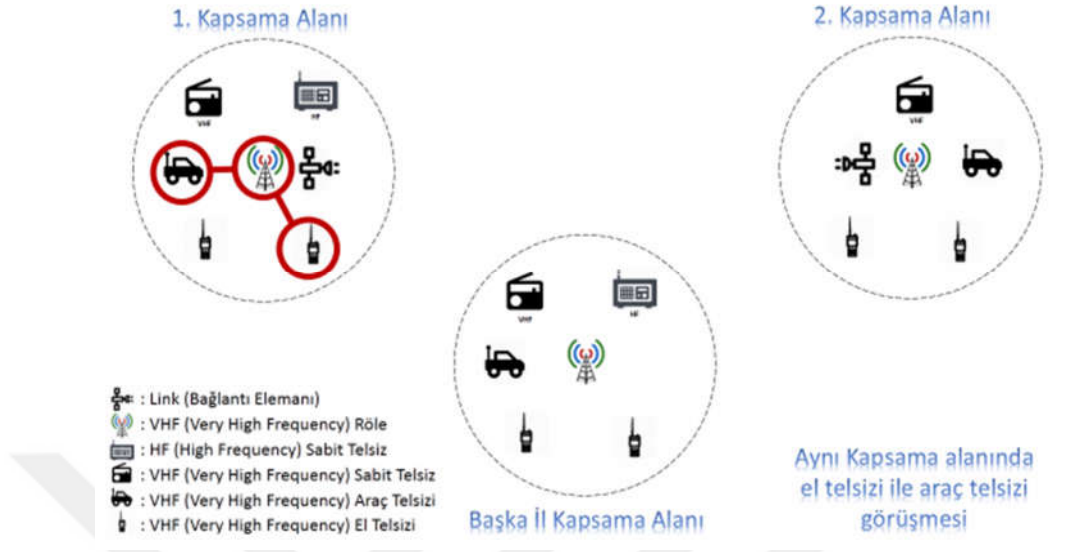 1. Kapsama Alanı
2. Kapsama Alanı
VHF
HF
VHF
VHF
HF
: Link (Bağlantı Elemanı)
: VHF (Very High Frequency) Röle
: HF (High Frequency) Sabit Telsiz
: VHF (Very High Frequency) Sabit Telsiz
: VHF (Very High Frequency) Araç Telsizi
: VHF (Very High Frequency) El Telsizi
Başka İl Kapsama Alanı
Aynı Kapsama alanında
el telsizi ile araç telsizi
görüşmesi